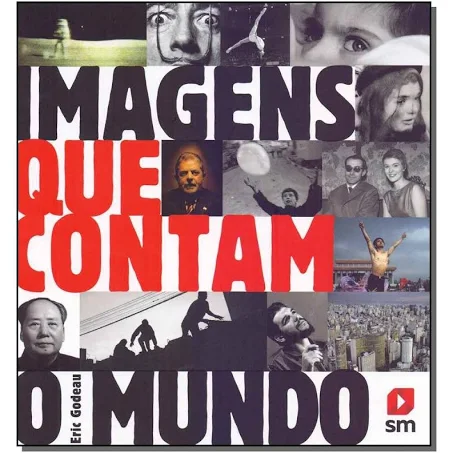 IMAGENS
QUE
CONTAM
O MUNDO
Eric Godeau
sm